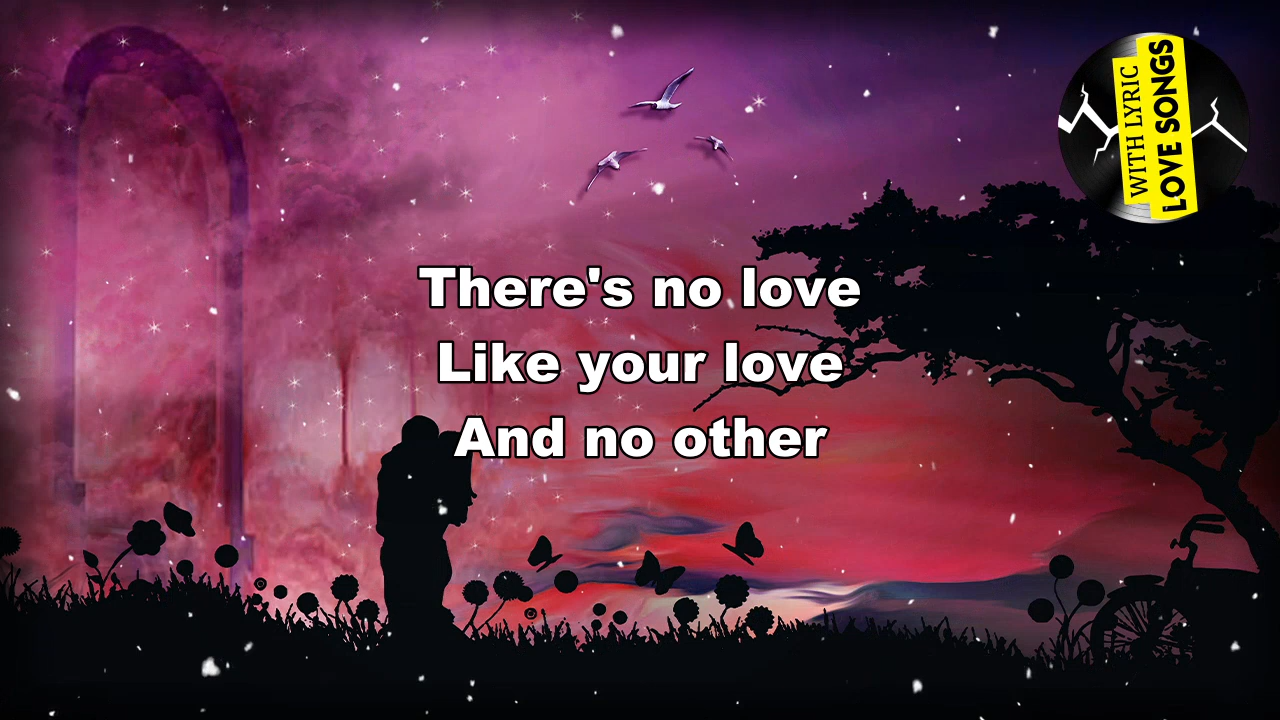 WITH LYRIC
LOVE SONGS
There's no love
Like your love
And no other